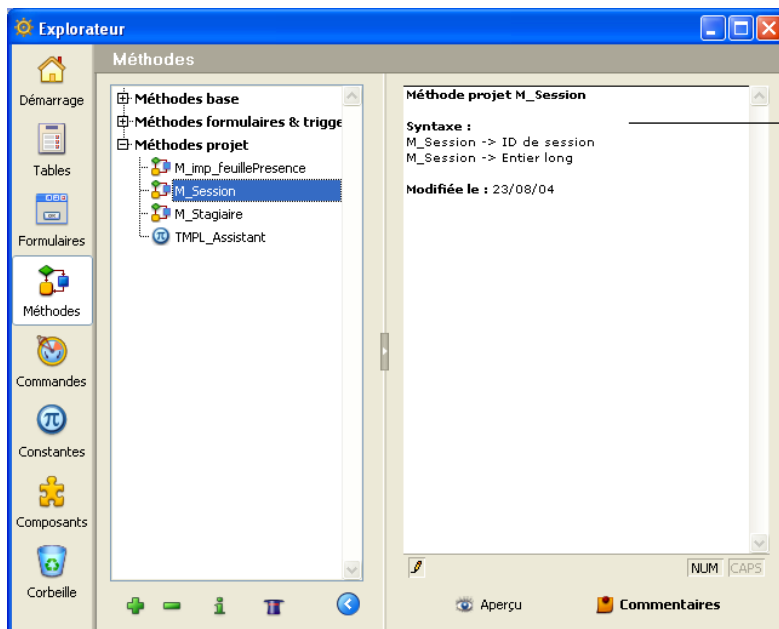 Explorateur
Méthodes
Démarrage
Tables
Formulaires
Méthodes
Commandes
Constantes
Composants
Corbeille
Méthodes base
Méthodes formulaires & trigge
Méthodes projet
M_imp_feuillePresence
M_Session
M_Stagiaire
TMPL_Assistant
Méthode projet M_Session
Syntaxe :
M_Session -> ID de session
M_Session -> Entier long
Modifiée le : 23/08/04
NUM CAPS
Aperçu Commentaires